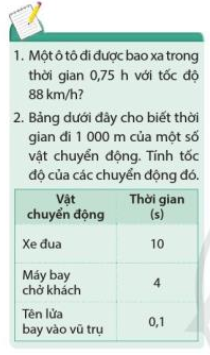 1. Một ô tô đi được bao xa trong
thời gian 0,75 h với tốc độ
88 km/h?
2. Bảng dưới đây cho biết thời
gian đi 1 000 m của một số
vật chuyển động. Tính tốc
độ của các chuyển động đó.
Vật
chuyển động
Thời gian
(s)
Xe đua
10
Máy bay
chở khách
4
Tên lửa
bay vào vũ trụ
0,1